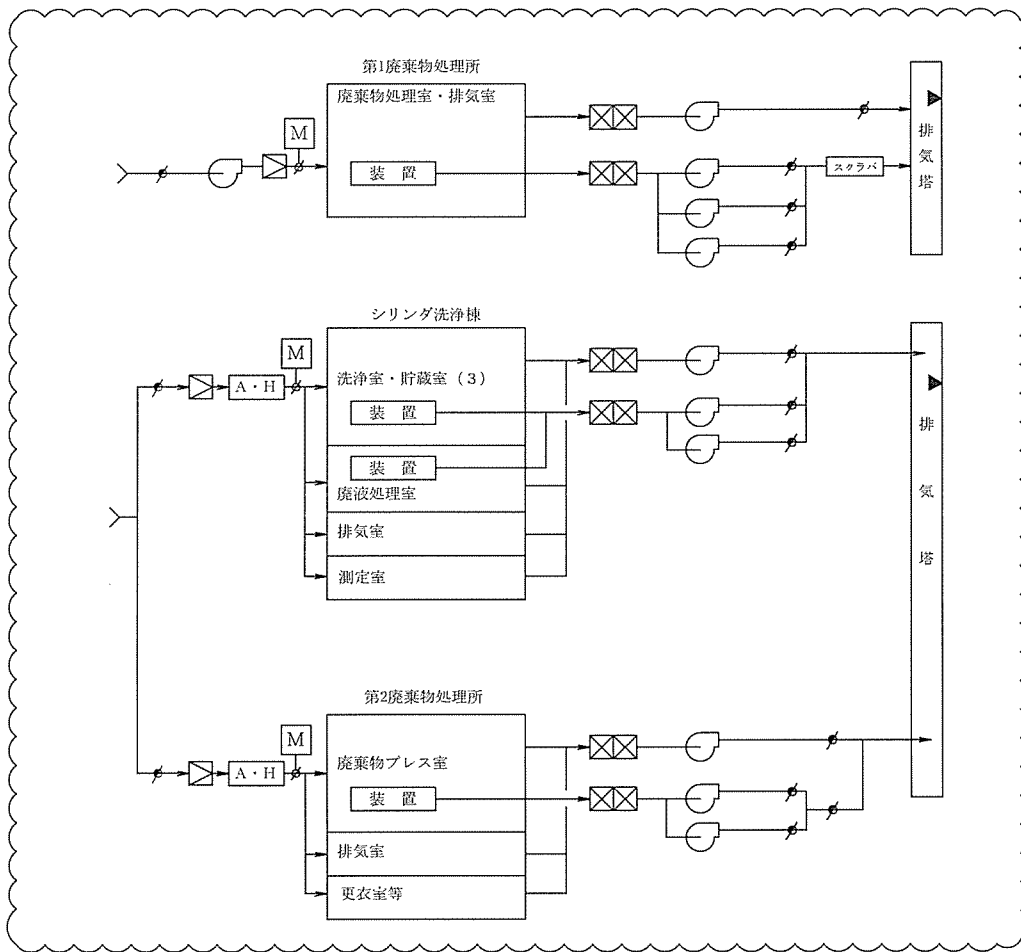 第1廃棄物処理所
廃棄物処理室・排気室
M
装 置
スクラバ
排
気
塔
シリンダ洗浄棟
M
洗浄室・貯蔵室(3)
A・H
装 置
装 置
廃液処理室
排気室
測定室
排
気
塔
第2廃棄物処理所
M
廃棄物プレス室
A・H
装 置
排気室
更衣室等